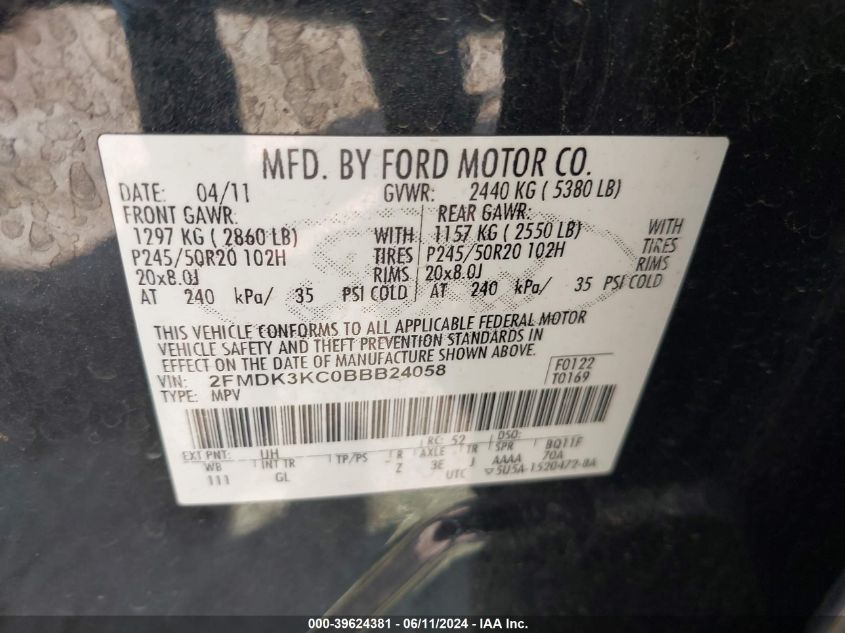 MFD. BY FORD MOTOR CO.
DATE: 04/11 GVWR: 2440 KG ( 5380 LB)
FRONT GAWR: REAR GAWR:
1297 KG ( 2860 LB) WITH 1157 KG ( 2550 LB) WITH
P245/50R20 102H TIRES P245/50R20 102H TIRES
20x8.0J RIMS 20x8.0J RIMS
AT 240 kPa/ 35 PSI COLD AT 240 kPa/ 35 PSI COLD
THIS VEHICLE CONFORMS TO ALL APPLICABLE FEDERAL MOTOR
VEHICLE SAFETY AND THEFT PREVENTION STANDARDS IN
EFFECT ON THE DATE OF MANUFACTURE SHOWN ABOVE.
VIN: 2FMDK3KC0BBB24058 F0122
TYPE: MPV T0169
EXT PNT: UH RC: 52 DSO:
WB INT TR TP/PS R AXLE TR SPR BQ11F
111 GL Z 3E J AAAA 70A
UTC ▽5U5A-1520472-BA
000-39624381 - 06/11/2024 - IAA Inc.